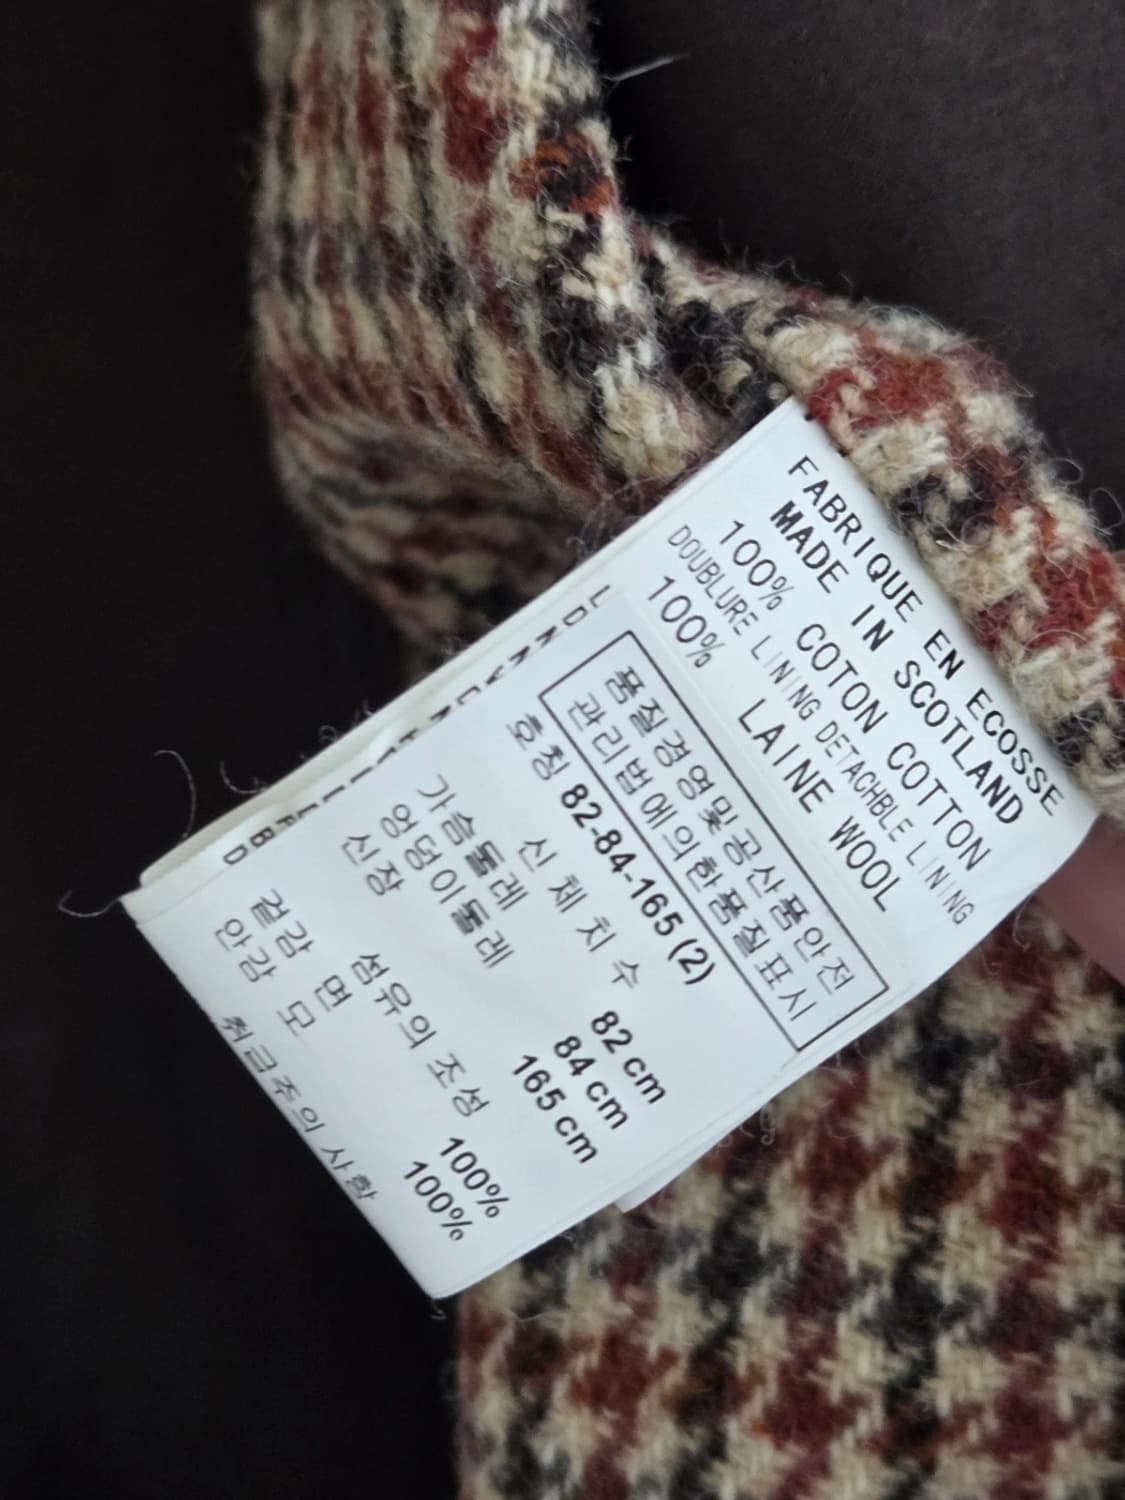 FABRIQUE EN ECOSSE
MADE IN SCOTLAND
100% COTON COTTON
DOUBLURE LINING DETACHBLE LINING
100% LAINE WOOL
품질경영및공산품안전
관리법에의한품질표시
호칭 82-84-165 (2)
신 체 치 수
가슴둘레 82 cm
엉덩이둘레 84 cm
신장 165 cm
섬유의 조성
겉감 면 100%
안감 모 100%
취급주의 사항